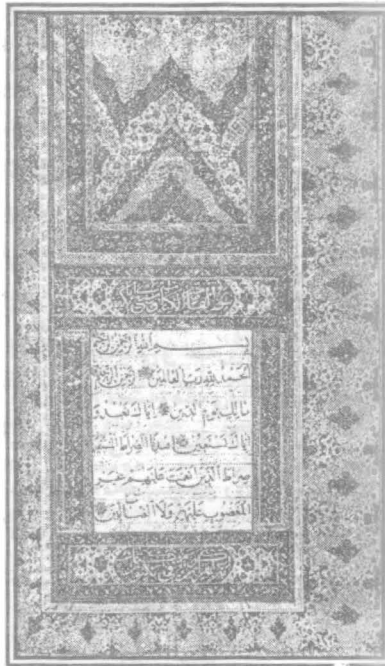 بسم الله الرحمن الرحيم
الحمد لله رب العالمين الرحمن الرحيم
مالك يوم الدين اياك نعبد و
اياك نستعين اهدنا الصراط المستقيم
صراط الذين انعمت عليهم غير
المغضوب عليهم ولا الضالين